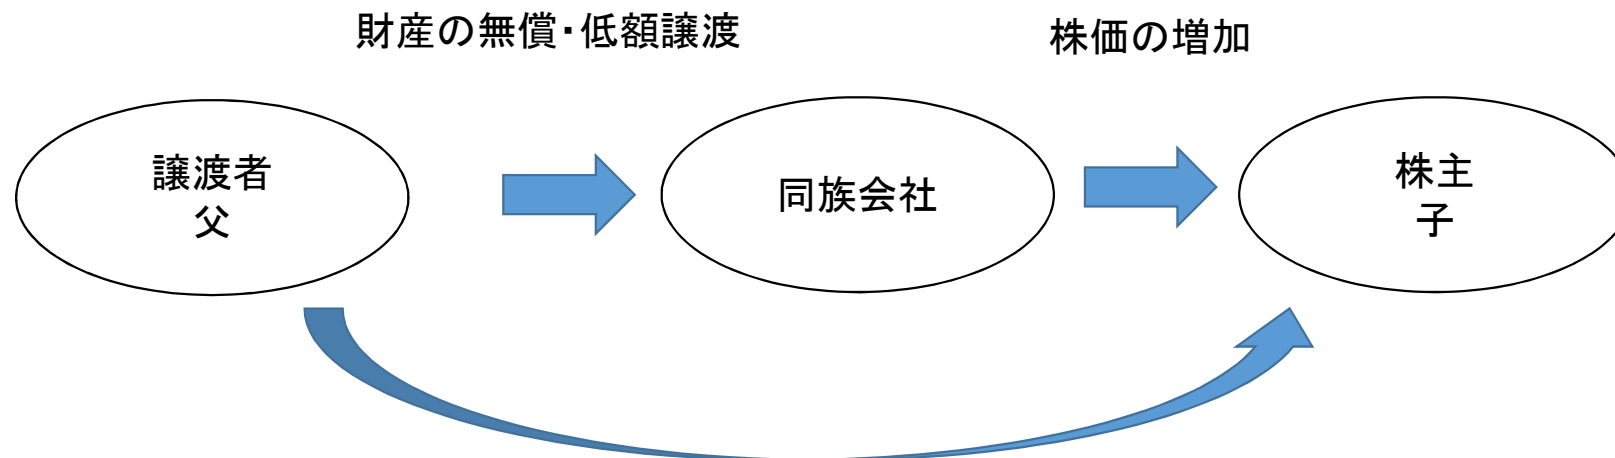 財産の無償・低額譲渡
株価の増加
譲渡者
父
同族会社
株主
子